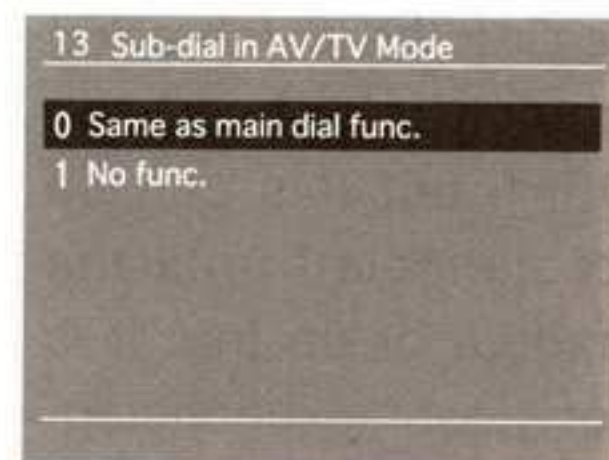 13 Sub-dial in AV/TV Mode
0 Same as main dial func.
1 No func.